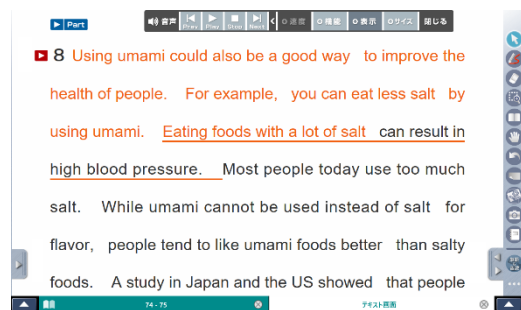 Part
音声 Prev Play Stop Next 速度 機能 表示 サイズ 閉じる
8 Using umami could also be a good way to improve the
health of people. For example, you can eat less salt by
using umami. Eating foods with a lot of salt can result in
high blood pressure. Most people today use too much
salt. While umami cannot be used instead of salt for
flavor, people tend to like umami foods better than salty
foods. A study in Japan and the US showed that people
74 - 75 テキスト画面